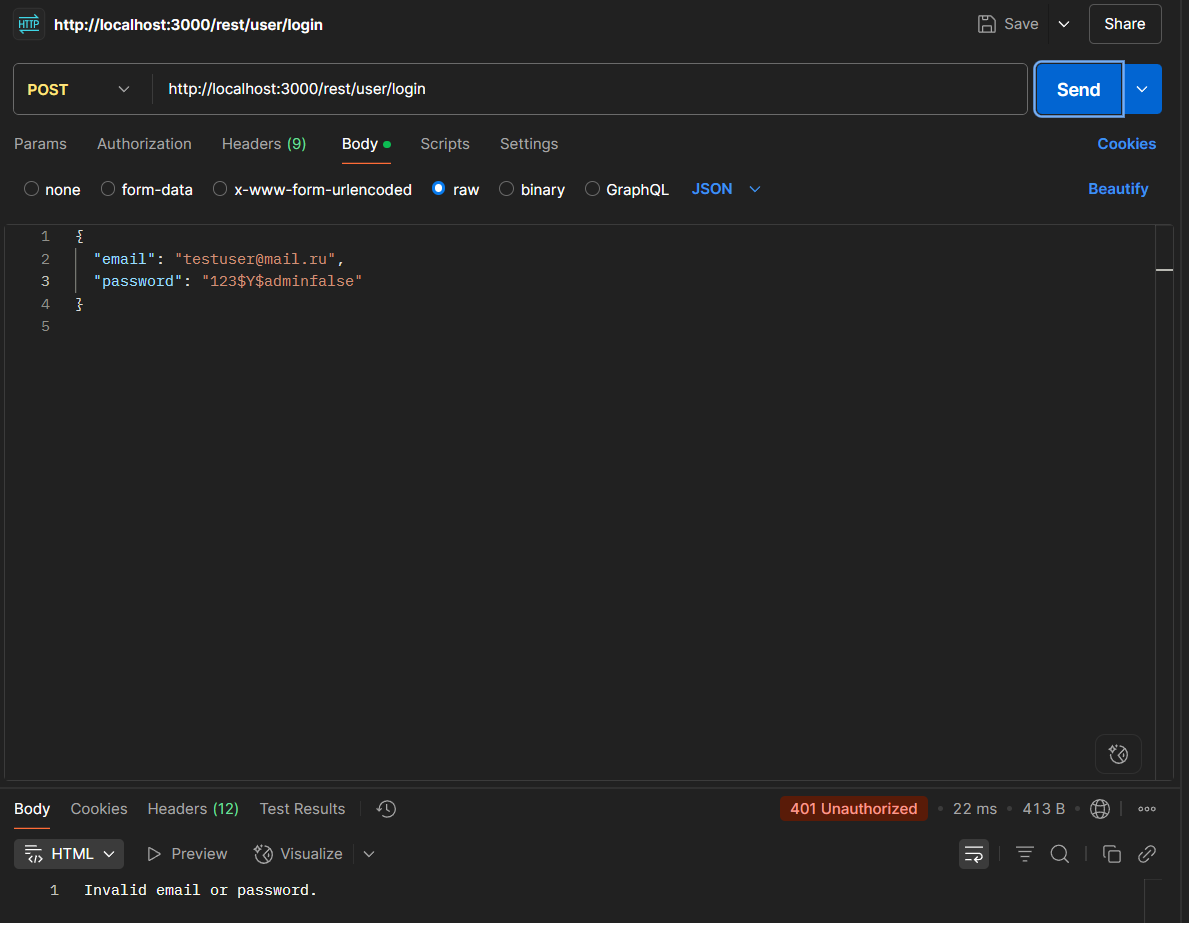 HTTP http://localhost:3000/rest/user/login Save Share
POST http://localhost:3000/rest/user/login Send
Params Authorization Headers (9) Body Scripts Settings Cookies
none form-data x-www-form-urlencoded raw binary GraphQL JSON Beautify
1 {
2 "email": "testuser@mail.ru",
3 "password": "123$Y$adminfalse"
4 }
5
Body Cookies Headers (12) Test Results 401 Unauthorized • 22 ms • 413 B •
HTML Preview Visualize
1 Invalid email or password.